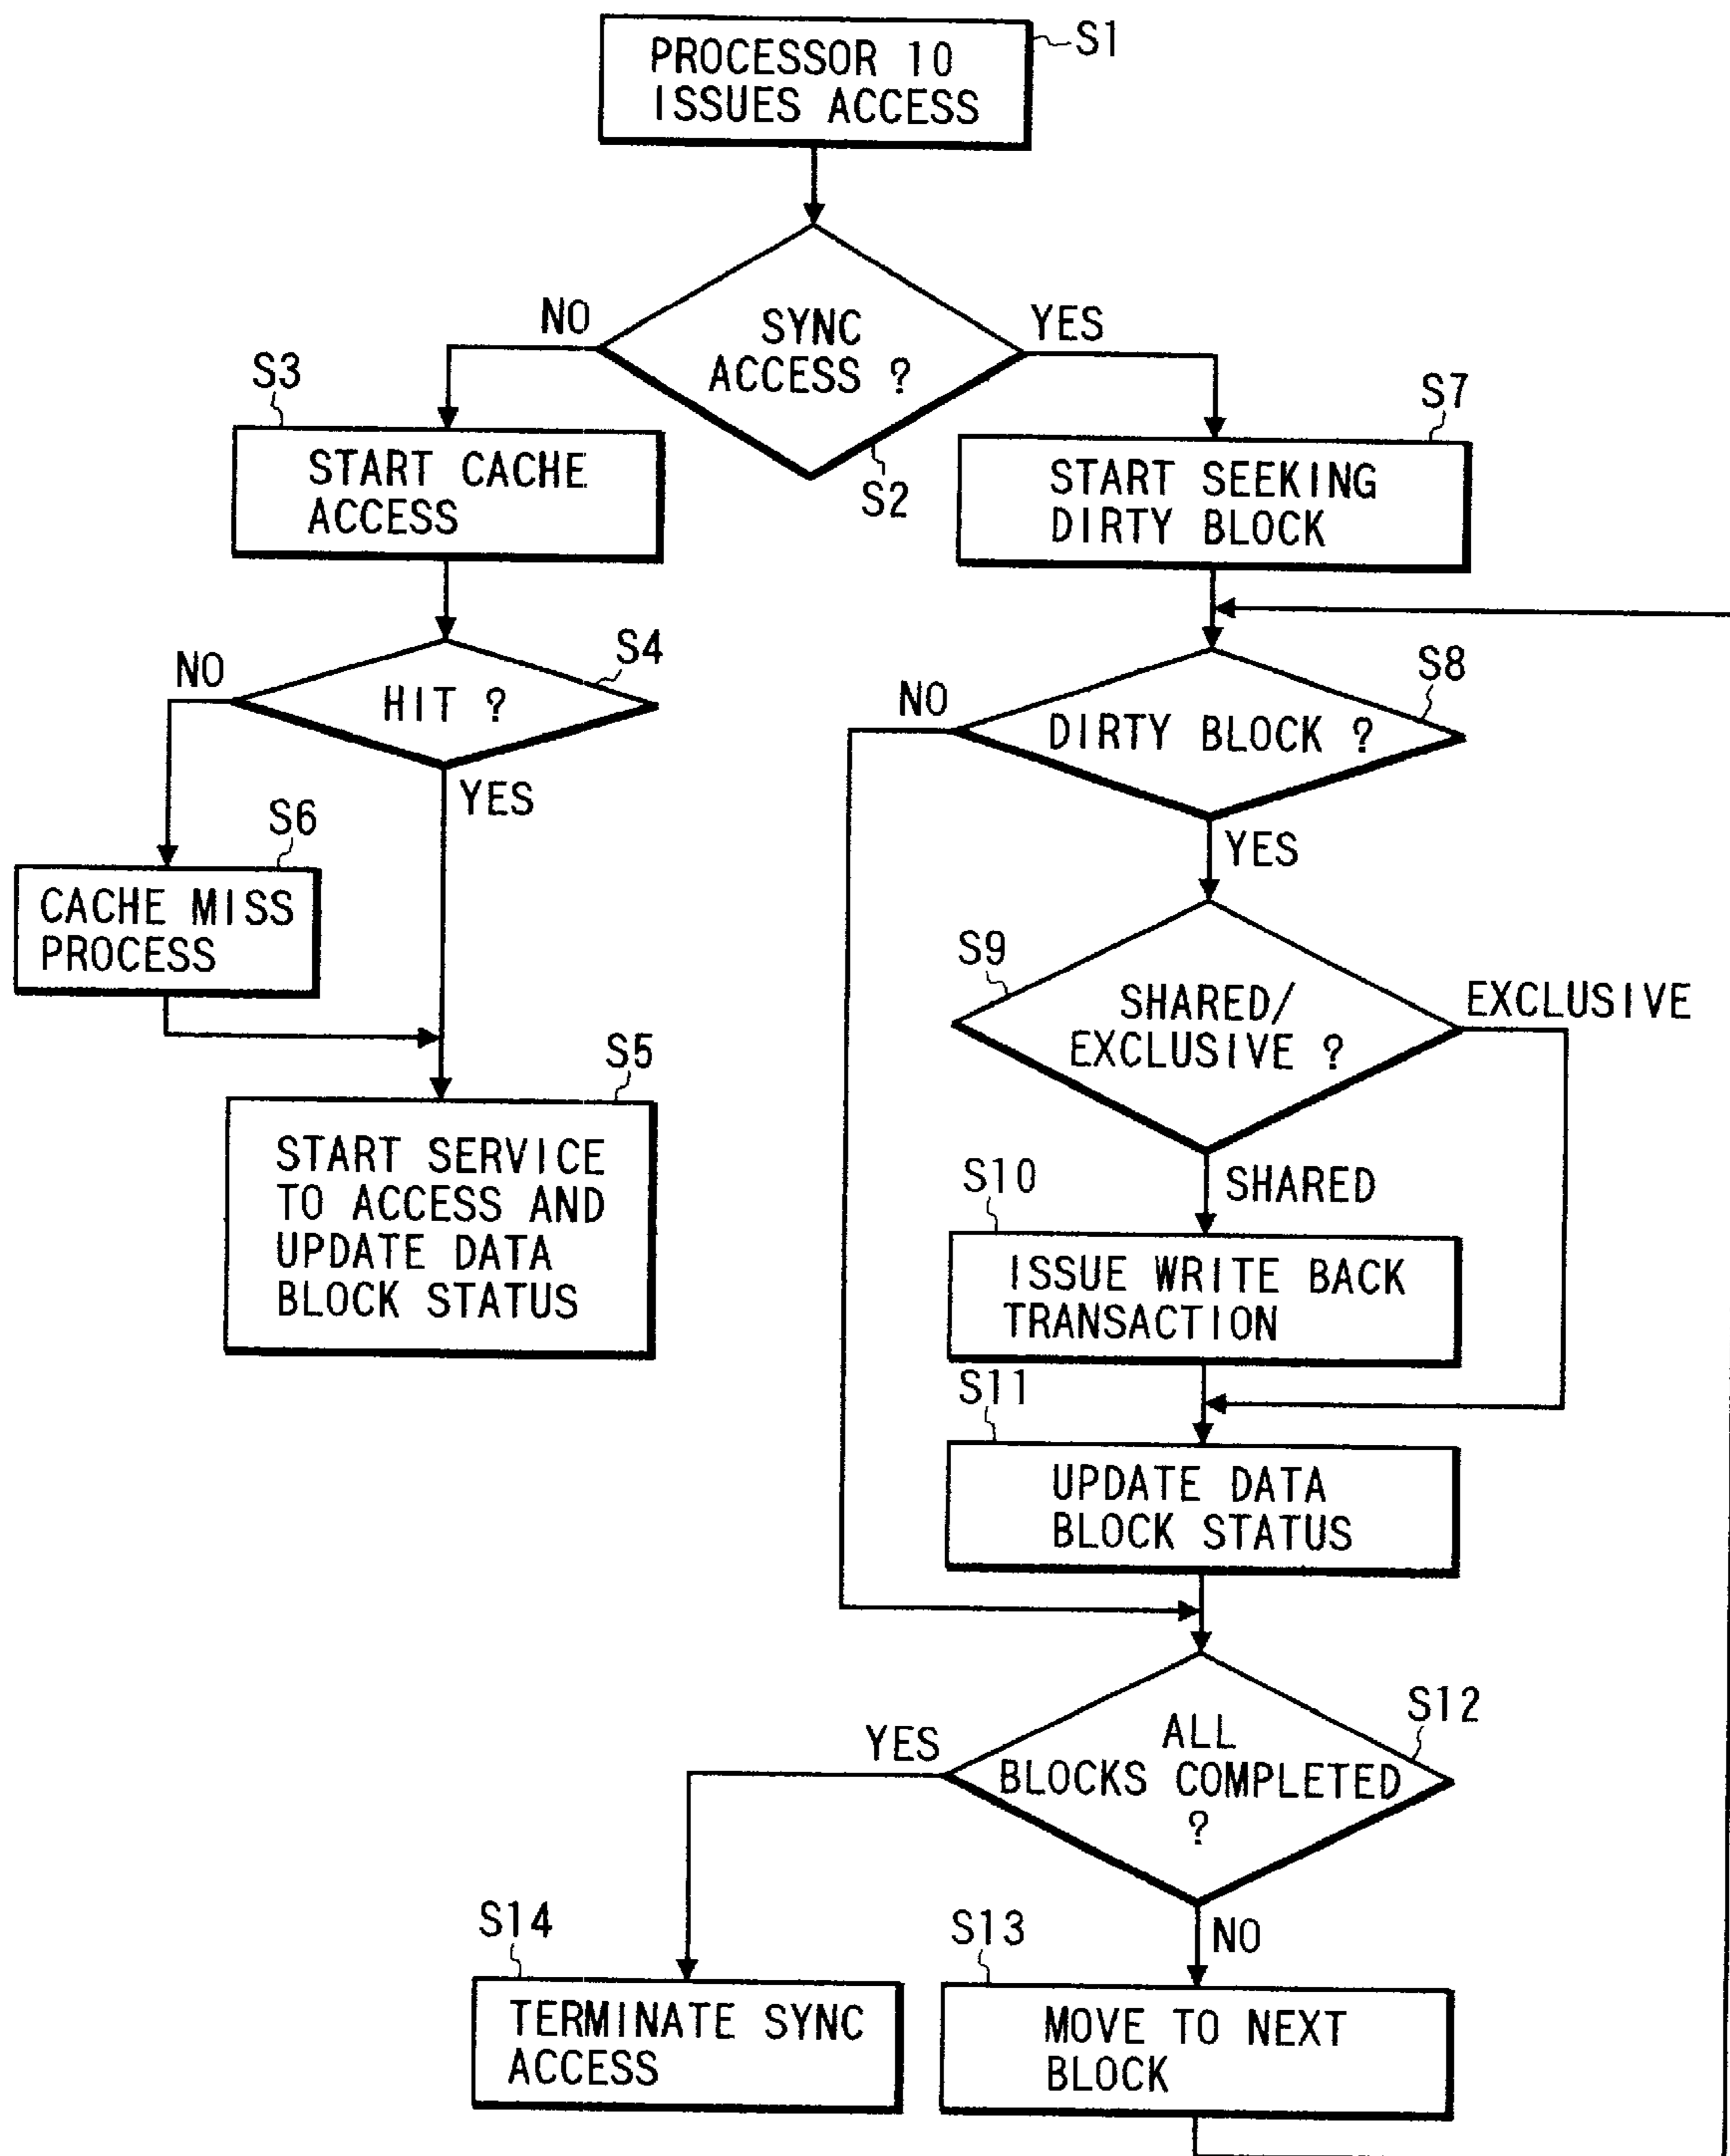 PROCESSOR 10
ISSUES ACCESS
S1
SYNC
ACCESS ?
NO
YES
S2
S3
START CACHE
ACCESS
S7
START SEEKING
DIRTY BLOCK
S4
HIT ?
NO
YES
S8
DIRTY BLOCK ?
NO
YES
S6
CACHE MISS
PROCESS
S9
SHARED/
EXCLUSIVE ?
EXCLUSIVE
SHARED
S5
START SERVICE
TO ACCESS AND
UPDATE DATA
BLOCK STATUS
S10
ISSUE WRITE BACK
TRANSACTION
S11
UPDATE DATA
BLOCK STATUS
S12
ALL
BLOCKS COMPLETED
?
YES
NO
S14
TERMINATE SYNC
ACCESS
S13
MOVE TO NEXT
BLOCK